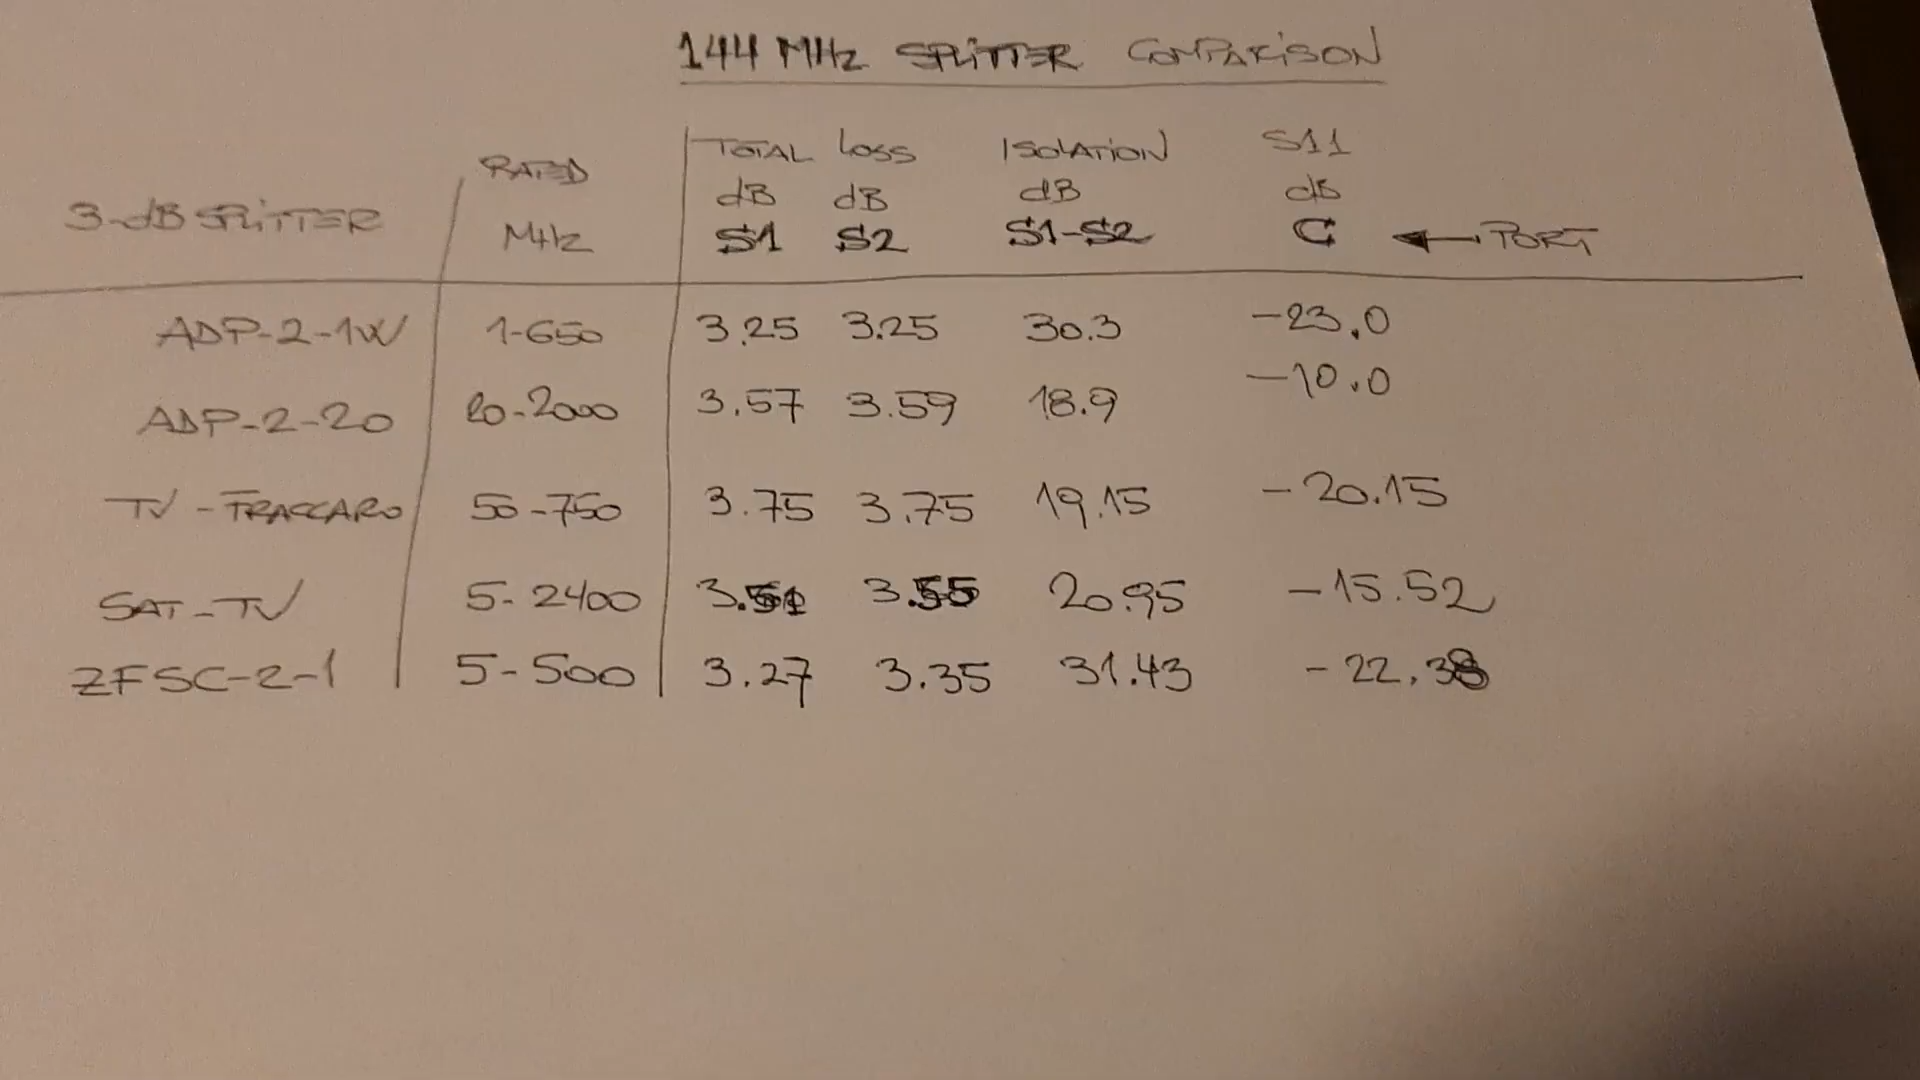 144 MHz SPLITTER COMPARISON
RATED TOTAL LOSS ISOLATION S11
dB dB dB dB
3-dB SPLITTER MHz S1 S2 S1-S2 C ← PORT
ADP-2-1W 1-650 3.25 3.25 30.3 -23.0
ADP-2-20 20-2000 3.57 3.59 18.9 -10.0
TV-FRACCARO 50-750 3.75 3.75 19.15 -20.15
SAT-TV 5-2400 3.51 3.55 20.95 -15.52
ZFSC-2-1 5-500 3.27 3.35 31.43 -22.38